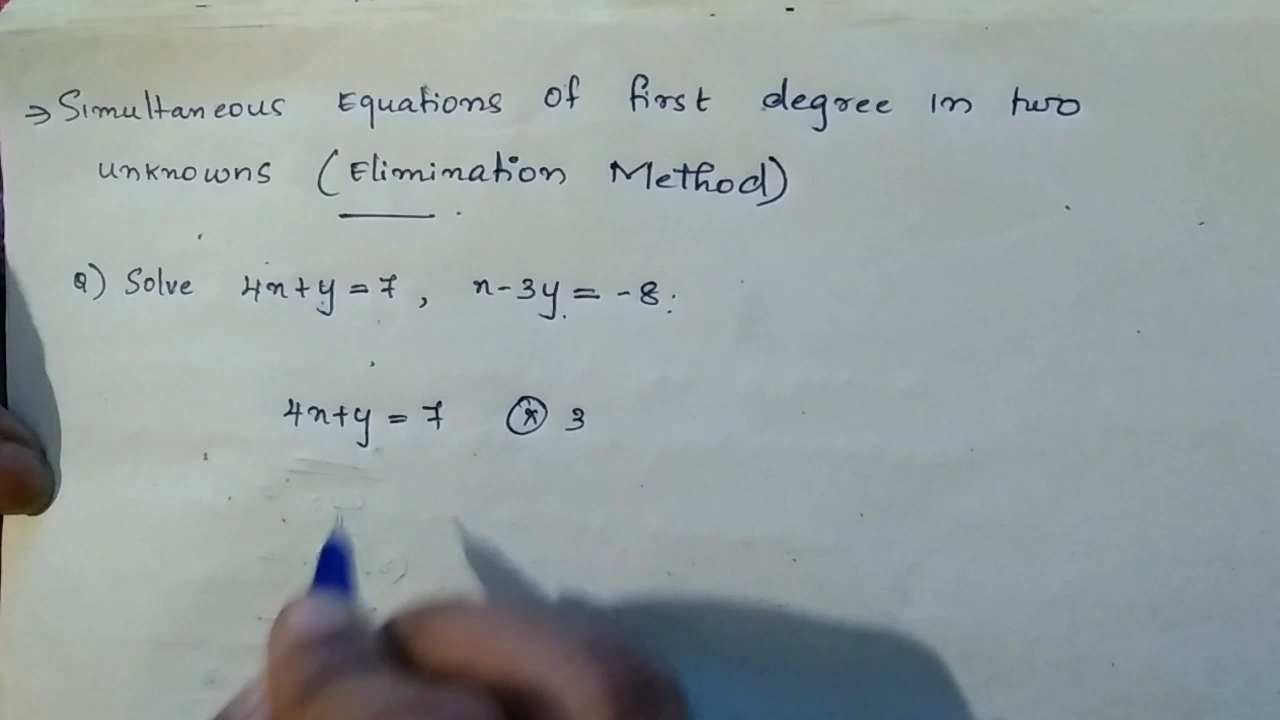 ⇒ Simultaneous Equations of first degree in two
unknowns (Elimination Method)
Q) Solve 4x+y=7, x-3y=-8.
4x+y=7 ⊛ 3